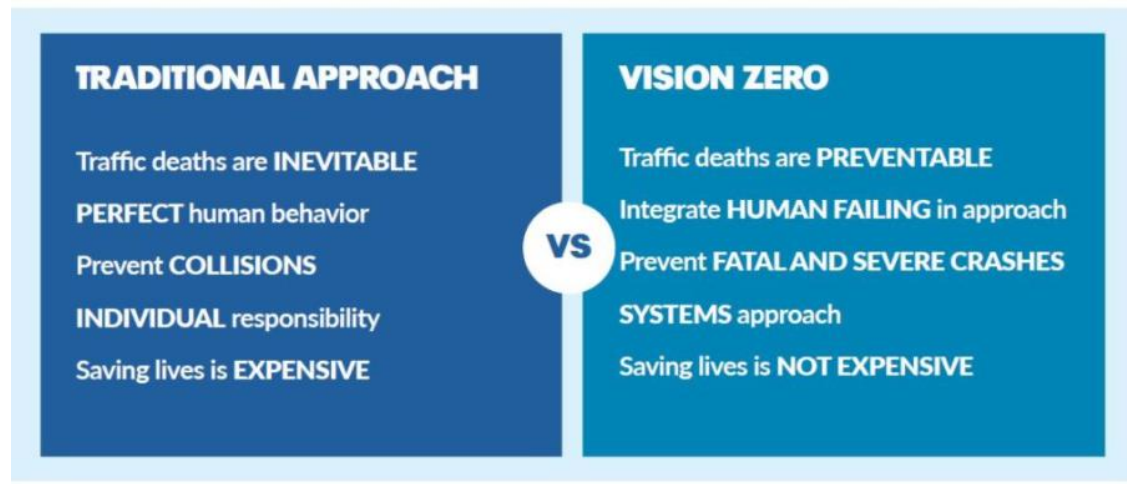 TRADITIONAL APPROACH
Traffic deaths are INEVITABLE
PERFECT human behavior
Prevent COLLISIONS
INDIVIDUAL responsibility
Saving lives is EXPENSIVE
VS
VISION ZERO
Traffic deaths are PREVENTABLE
Integrate HUMAN FAILING in approach
Prevent FATAL AND SEVERE CRASHES
SYSTEMS approach
Saving lives is NOT EXPENSIVE